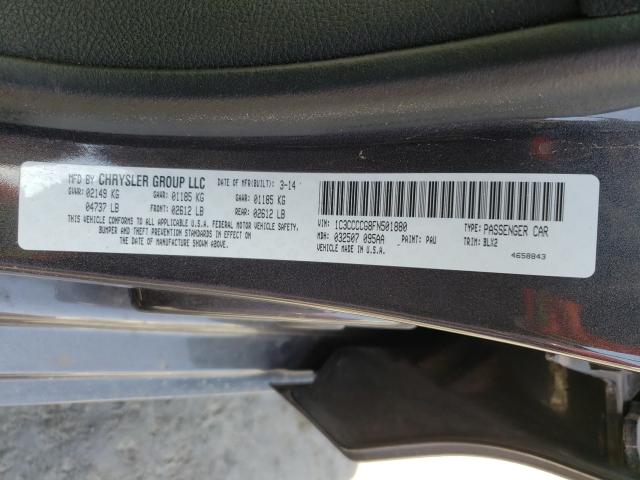 MFD BY CHRYSLER GROUP LLC DATE OF MFR(BUILT): 3-14
GVWR: 02149 KG GAWR: 01185 KG GAWR: 01185 KG
04737 LB FRONT: 02612 LB REAR: 02612 LB
THIS VEHICLE CONFORMS TO ALL APPLICABLE U.S.A. FEDERAL MOTOR VEHICLE SAFETY,
BUMPER AND THEFT PREVENTION STANDARDS IN EFFECT ON
THE DATE OF MANUFACTURE SHOWN ABOVE.
VIN: 1C3CCCCG8FN501880 TYPE: PASSENGER CAR
MDH: 032507 095AA PAINT: PAU TRIM: BLX2
VEHICLE MADE IN U.S.A. 4658843